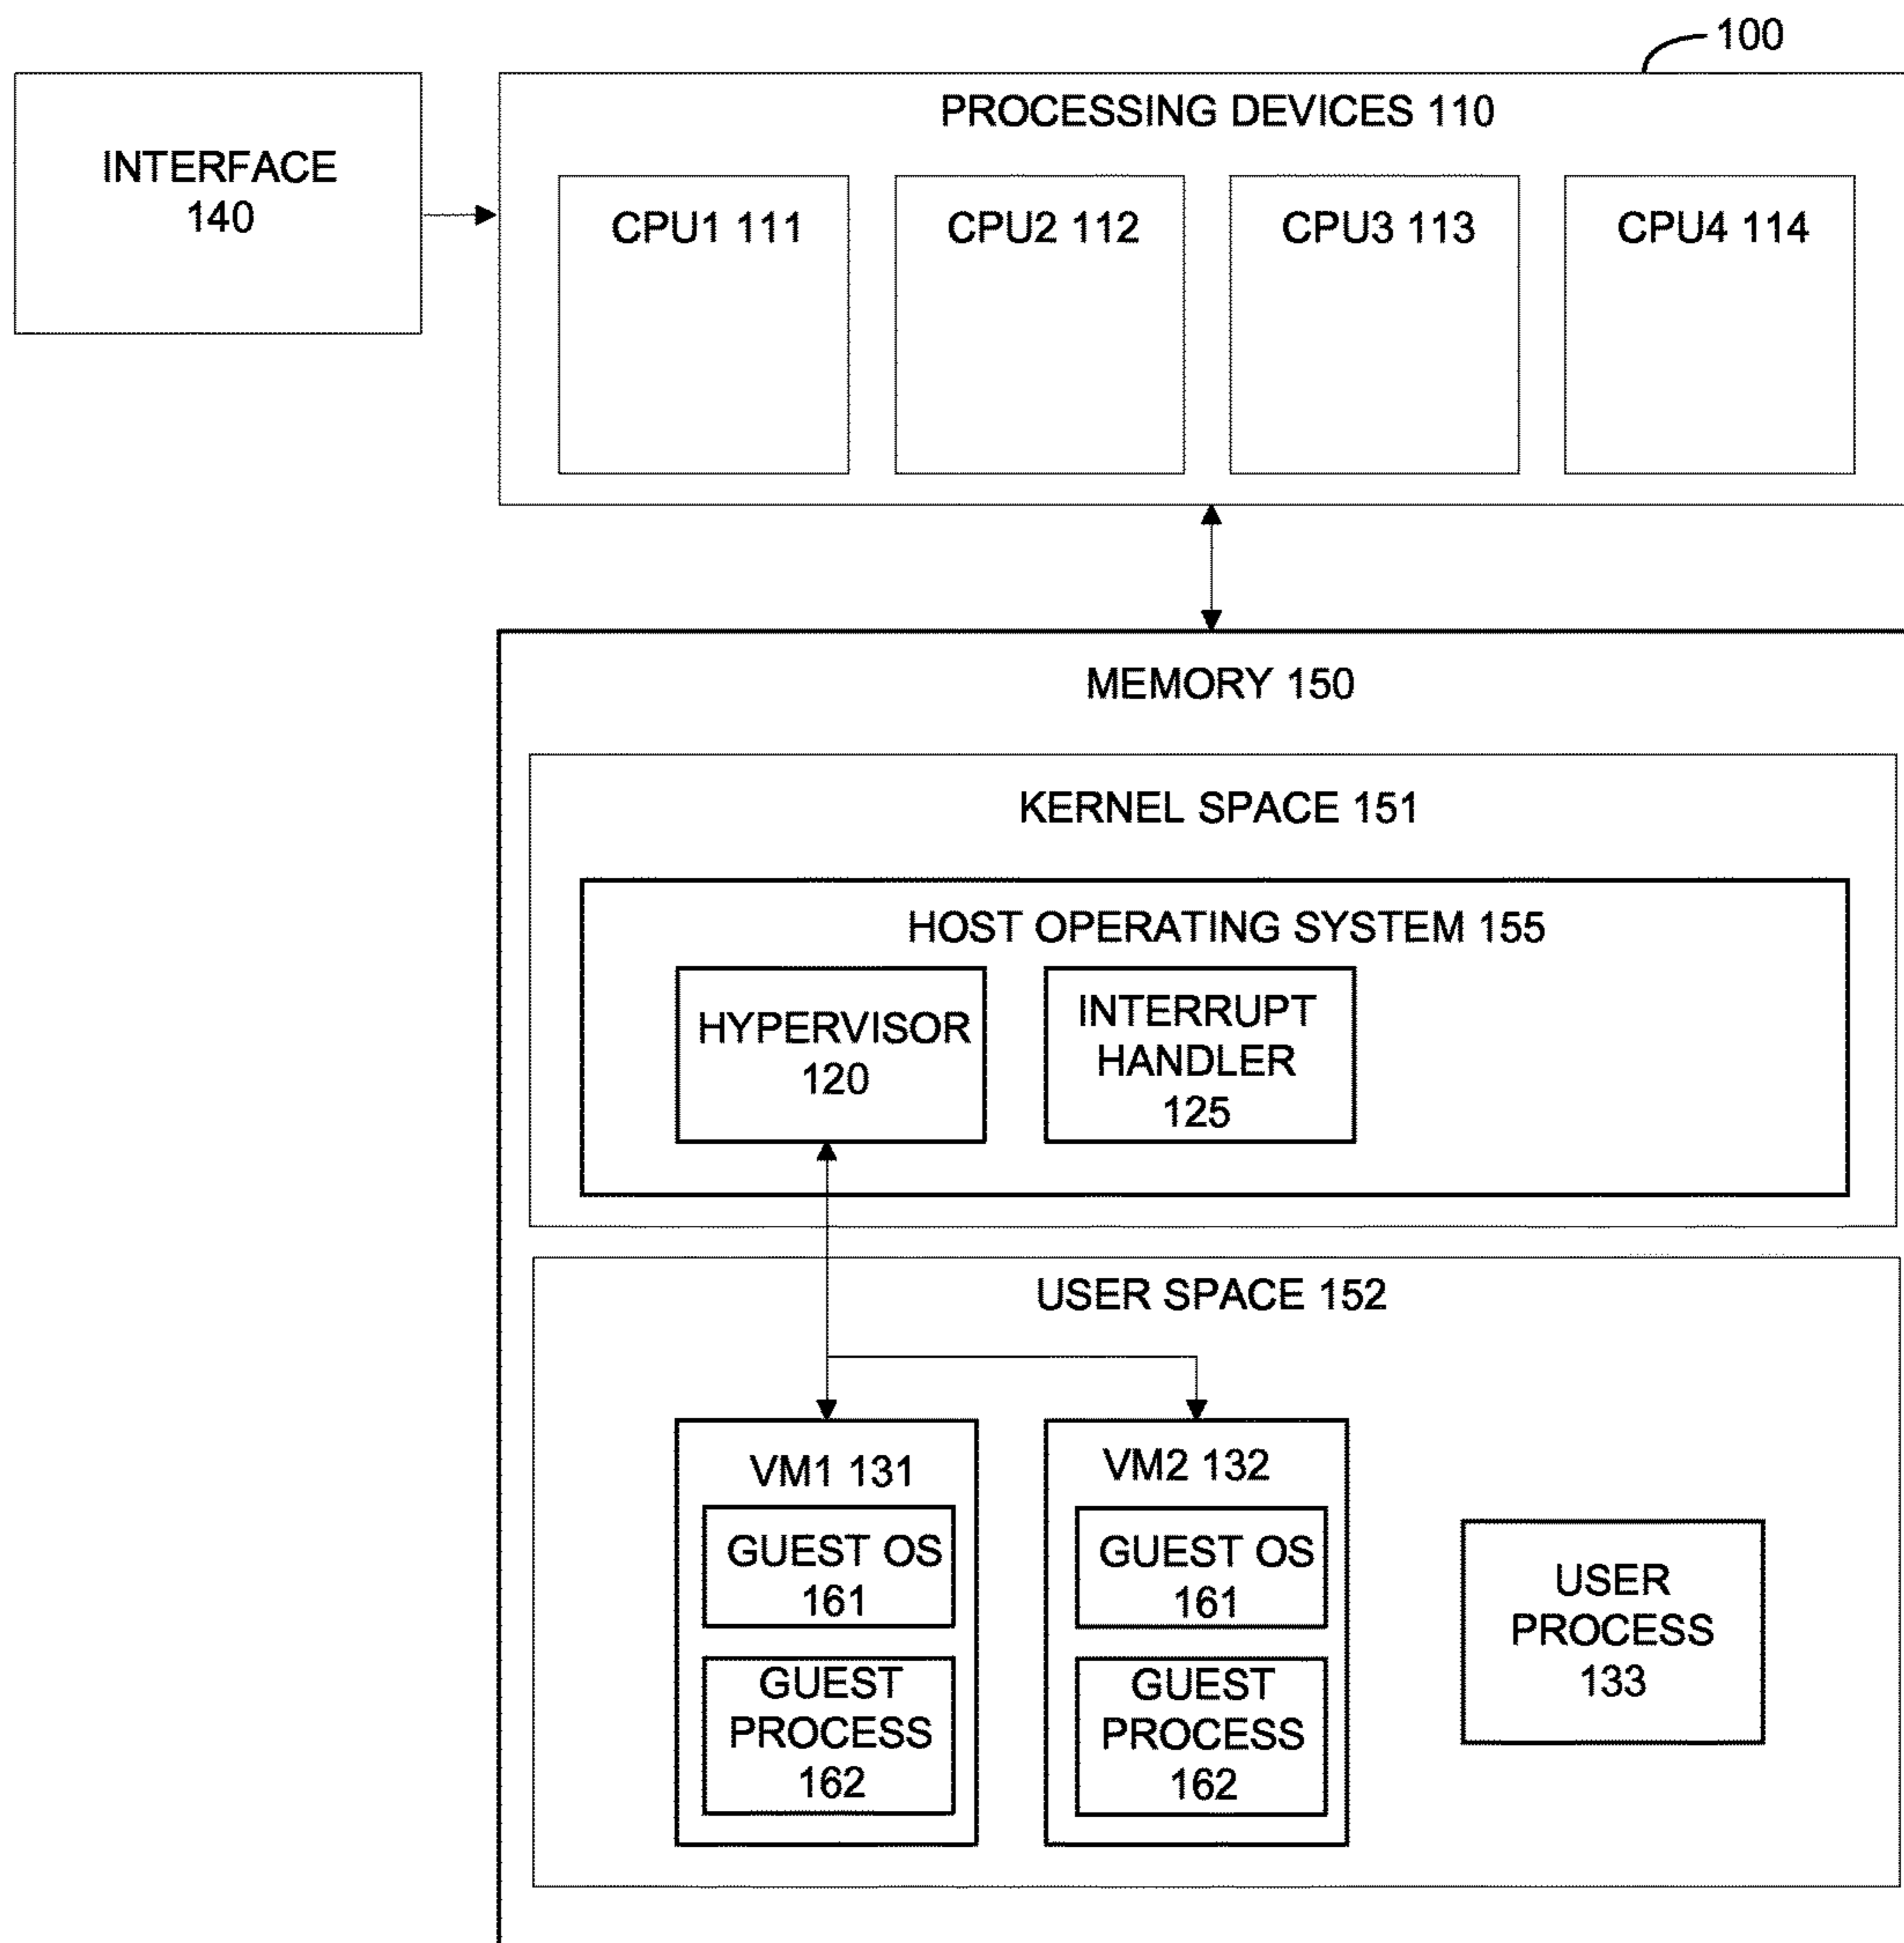 100
PROCESSING DEVICES 110
INTERFACE
140
CPU1 111
CPU2 112
CPU3 113
CPU4 114
MEMORY 150
KERNEL SPACE 151
HOST OPERATING SYSTEM 155
HYPERVISOR
120
INTERRUPT
HANDLER
125
USER SPACE 152
VM1 131
GUEST OS
161
GUEST
PROCESS
162
VM2 132
GUEST OS
161
GUEST
PROCESS
162
USER
PROCESS
133